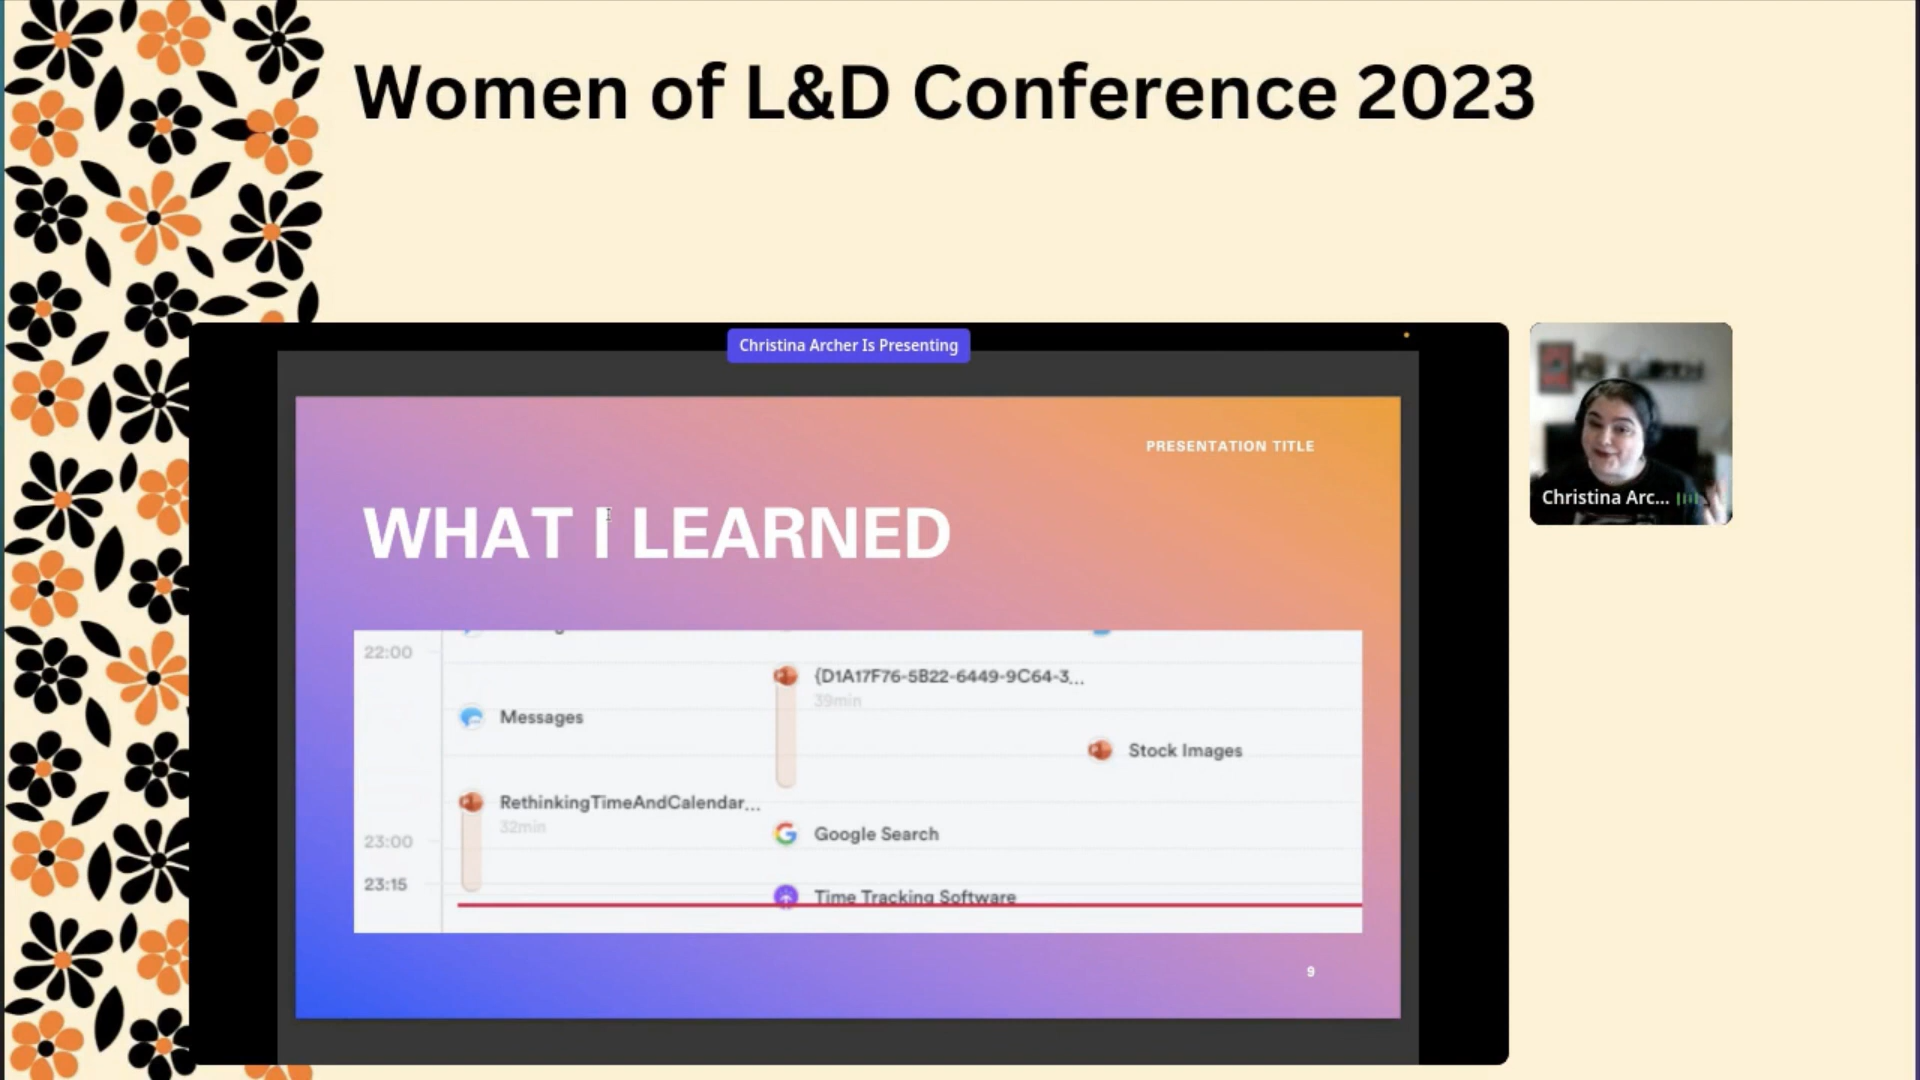 Women of L&D Conference 2023
Christina Archer Is Presenting
PRESENTATION TITLE
WHAT I LEARNED
22:00
{D1A17F76-5B22-6449-9C64-3...
39min
Messages
Stock Images
RethinkingTimeAndCalendar...
32min
23:00
Google Search
23:15
Time Tracking Software
9
Christina Arc...